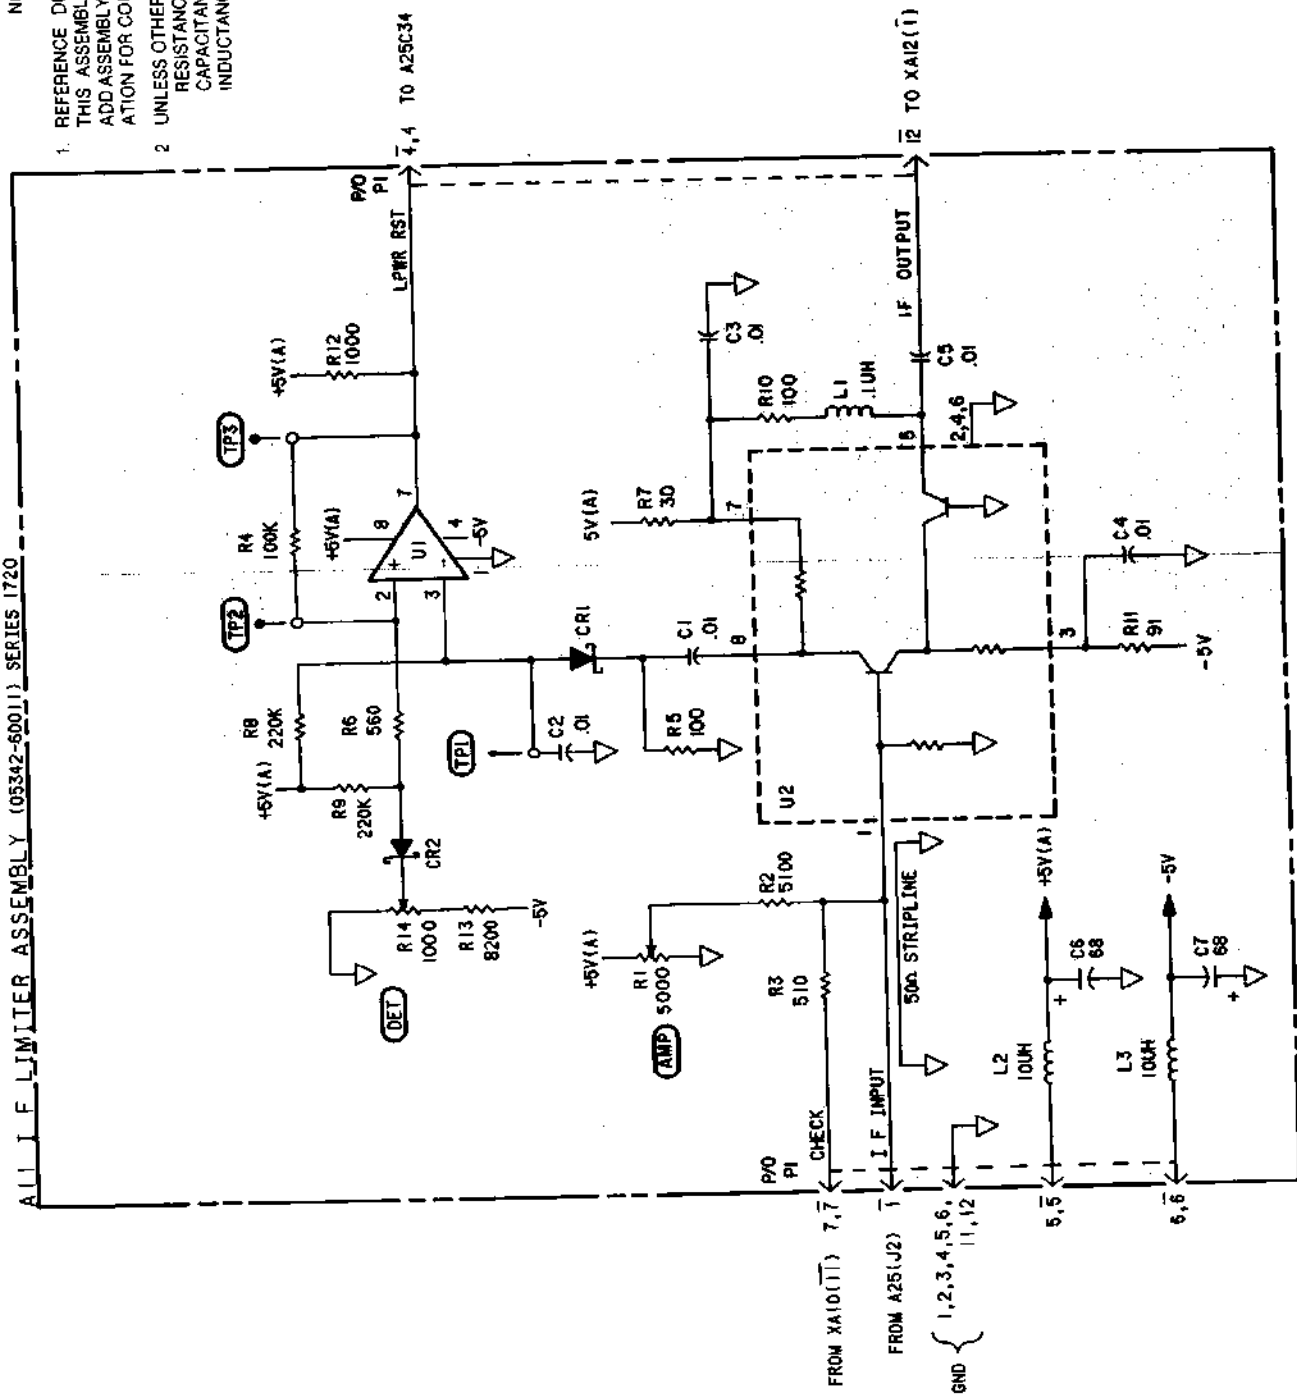 A11 I F LIMITER ASSEMBLY (05342-60011) SERIES 1720
1. REFERENCE
THIS ASSEMBL
ADD ASSEMBLY
ATION FOR
2 UNLESS OTHER
RESISTANC
CAPACITAN
INDUCTAN
TP3
TP2
R4
100K
+5V(A)
R12
1000
LPWR RST
P/O
P1
4̅,4 TO A25C34
+5V(A)
8
7
U1
+
-
2
3
4
-5V
1
R8
220K
+5V(A)
R6
560
R9
220K
CR2
R14
1000
R13
8200
-5V
DET
TP1
C2
.01
CR1
R5
100
C1
.01
8
5V(A)
R7
30
7
C3
.01
R10
100
L1
.1UH
IF OUTPUT
C5
.01
1̅2̅ TO XA12(1̅)
2,4,6
U2
+5V(A)
R1
5000
AMP
R2
5100
R3
510
1
50Ω STRIPLINE
3
C4
.01
R11
91
-5V
P/O
P1
CHECK
I F INPUT
FROM XA10(1̅1̅) 7,7̅
FROM A25(J2) 1̅
GND { 1,2,3,4,5,6,
11,12
5,5̅
L2
10UH
+5V(A)
C6
68
+
6̅,6
L3
10UH
-5V
C7
68
+